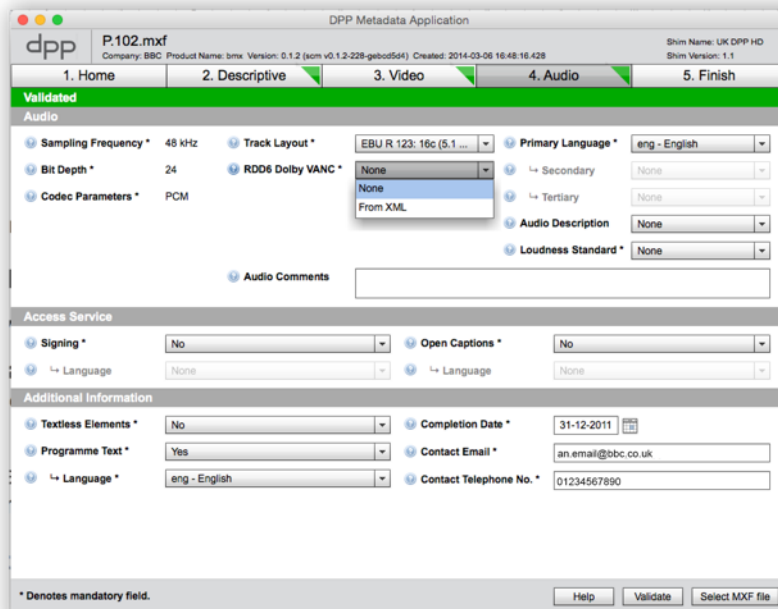 DPP Metadata Application
dpp
P.102.mxf
Company: BBC Product Name: bmx Version: 0.1.2 (scm v0.1.2-228-gebcd5d4) Created: 2014-03-06 16:48:16.428
Shim Name: UK DPP HD
Shim Version: 1.1
1. Home
2. Descriptive
3. Video
4. Audio
5. Finish
Validated
Audio
Sampling Frequency * 48 kHz
Track Layout * EBU R 123: 16c (5.1 ...
Primary Language * eng - English
Bit Depth * 24
RDD6 Dolby VANC * None
None
From XML
↳ Secondary None
Codec Parameters * PCM
↳ Tertiary None
Audio Description None
Loudness Standard * None
Audio Comments
Access Service
Signing * No
Open Captions * No
↳ Language None
↳ Language None
Additional Information
Textless Elements * No
Completion Date * 31-12-2011
Programme Text * Yes
Contact Email * an.email@bbc.co.uk
↳ Language * eng - English
Contact Telephone No. * 01234567890
* Denotes mandatory field.
Help
Validate
Select MXF file